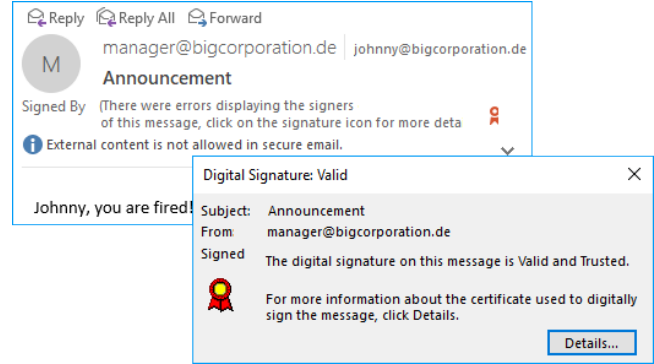 Reply Reply All Forward
M
manager@bigcorporation.de johnny@bigcorporation.de
Announcement
Signed By (There were errors displaying the signers
of this message, click on the signature icon for more deta
External content is not allowed in secure email.
Johnny, you are fired!
Digital Signature: Valid
Subject: Announcement
From: manager@bigcorporation.de
Signed
The digital signature on this message is Valid and Trusted.
For more information about the certificate used to digitally
sign the message, click Details.
Details...